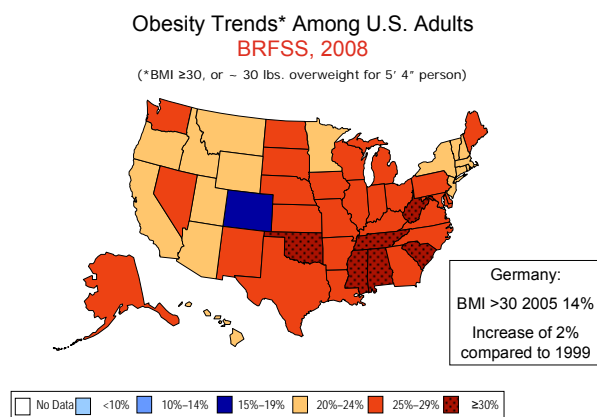 Obesity Trends* Among U.S. Adults
BRFSS, 2008
(*BMI ≥30, or ~ 30 lbs. overweight for 5' 4" person)
Germany:
BMI >30 2005 14%
Increase of 2%
compared to 1999
No Data <10% 10%–14% 15%–19% 20%–24% 25%–29% ≥30%